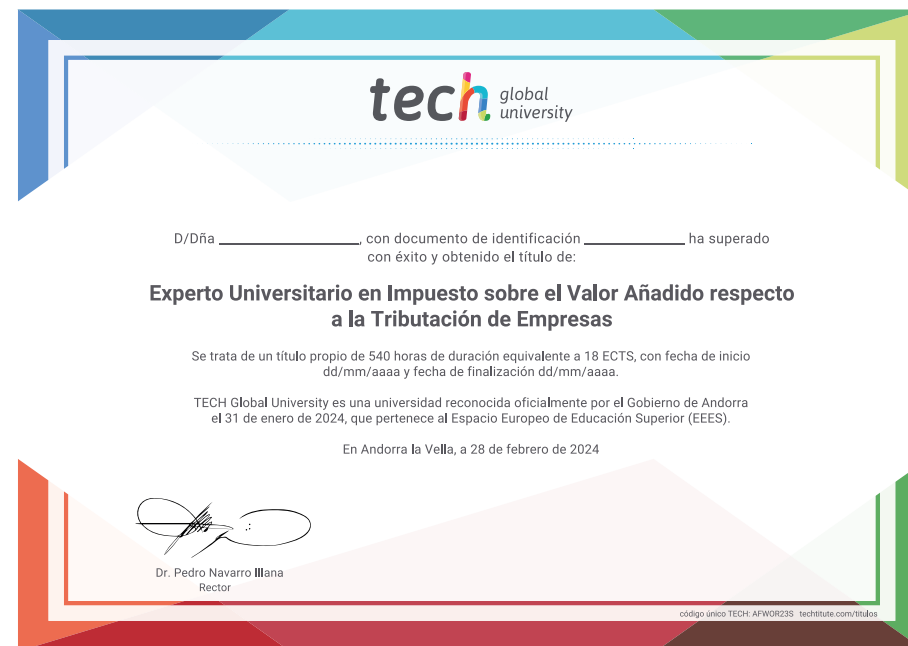 tech global
university
D/Dña ____________________, con documento de identificación ______________ ha superado
con éxito y obtenido el título de:
Experto Universitario en Impuesto sobre el Valor Añadido respecto
a la Tributación de Empresas
Se trata de un título propio de 540 horas de duración equivalente a 18 ECTS, con fecha de inicio
dd/mm/aaaa y fecha de finalización dd/mm/aaaa.
TECH Global University es una universidad reconocida oficialmente por el Gobierno de Andorra
el 31 de enero de 2024, que pertenece al Espacio Europeo de Educación Superior (EEES).
En Andorra la Vella, a 28 de febrero de 2024
Dr. Pedro Navarro Illana
Rector
código único TECH: AFWOR23S techtitute.com/titulos